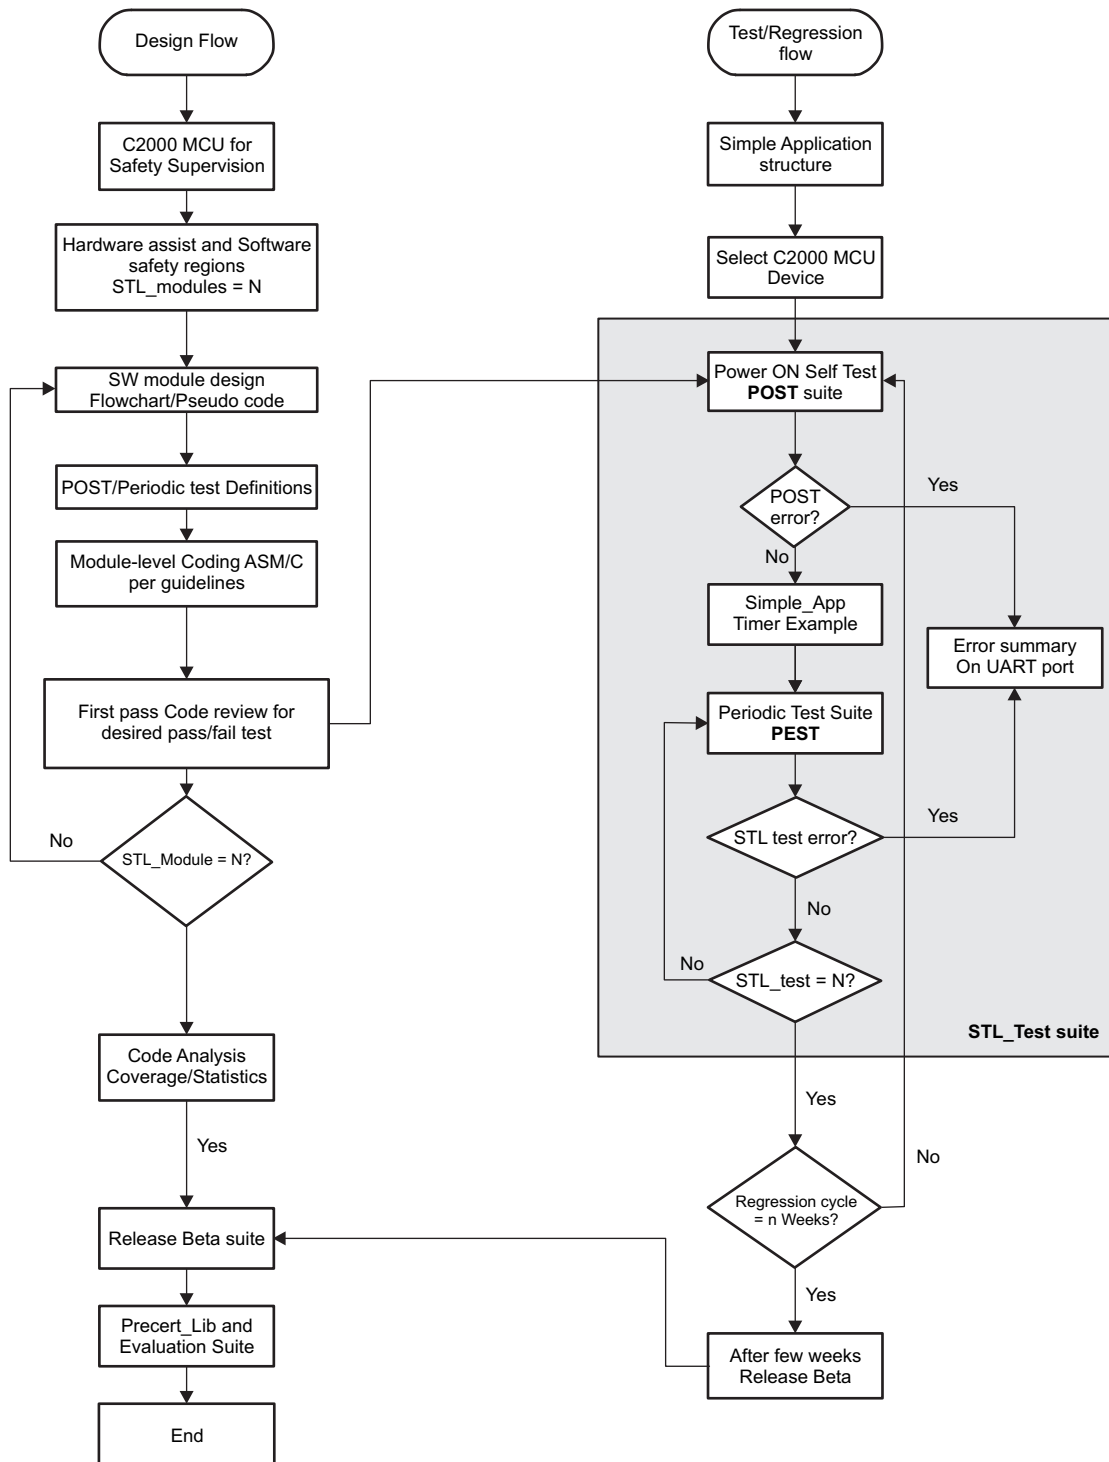 Design Flow
C2000 MCU for
Safety Supervision
Hardware assist and Software
safety regions
STL_modules = N
SW module design
Flowchart/Pseudo code
POST/Periodic test Definitions
Module-level Coding ASM/C
per guidelines
First pass Code review for
desired pass/fail test
No
STL_Module = N?
Code Analysis
Coverage/Statistics
Yes
Release Beta suite
Precert_Lib and
Evaluation Suite
End
Test/Regression
flow
Simple Application
structure
Select C2000 MCU
Device
Power ON Self Test
POST suite
POST
error?
Yes
No
Simple_App
Timer Example
Error summary
On UART port
Periodic Test Suite
PEST
STL test error?
Yes
No
No
STL_test = N?
STL_Test suite
Yes
No
Regression cycle
= n Weeks?
Yes
After few weeks
Release Beta